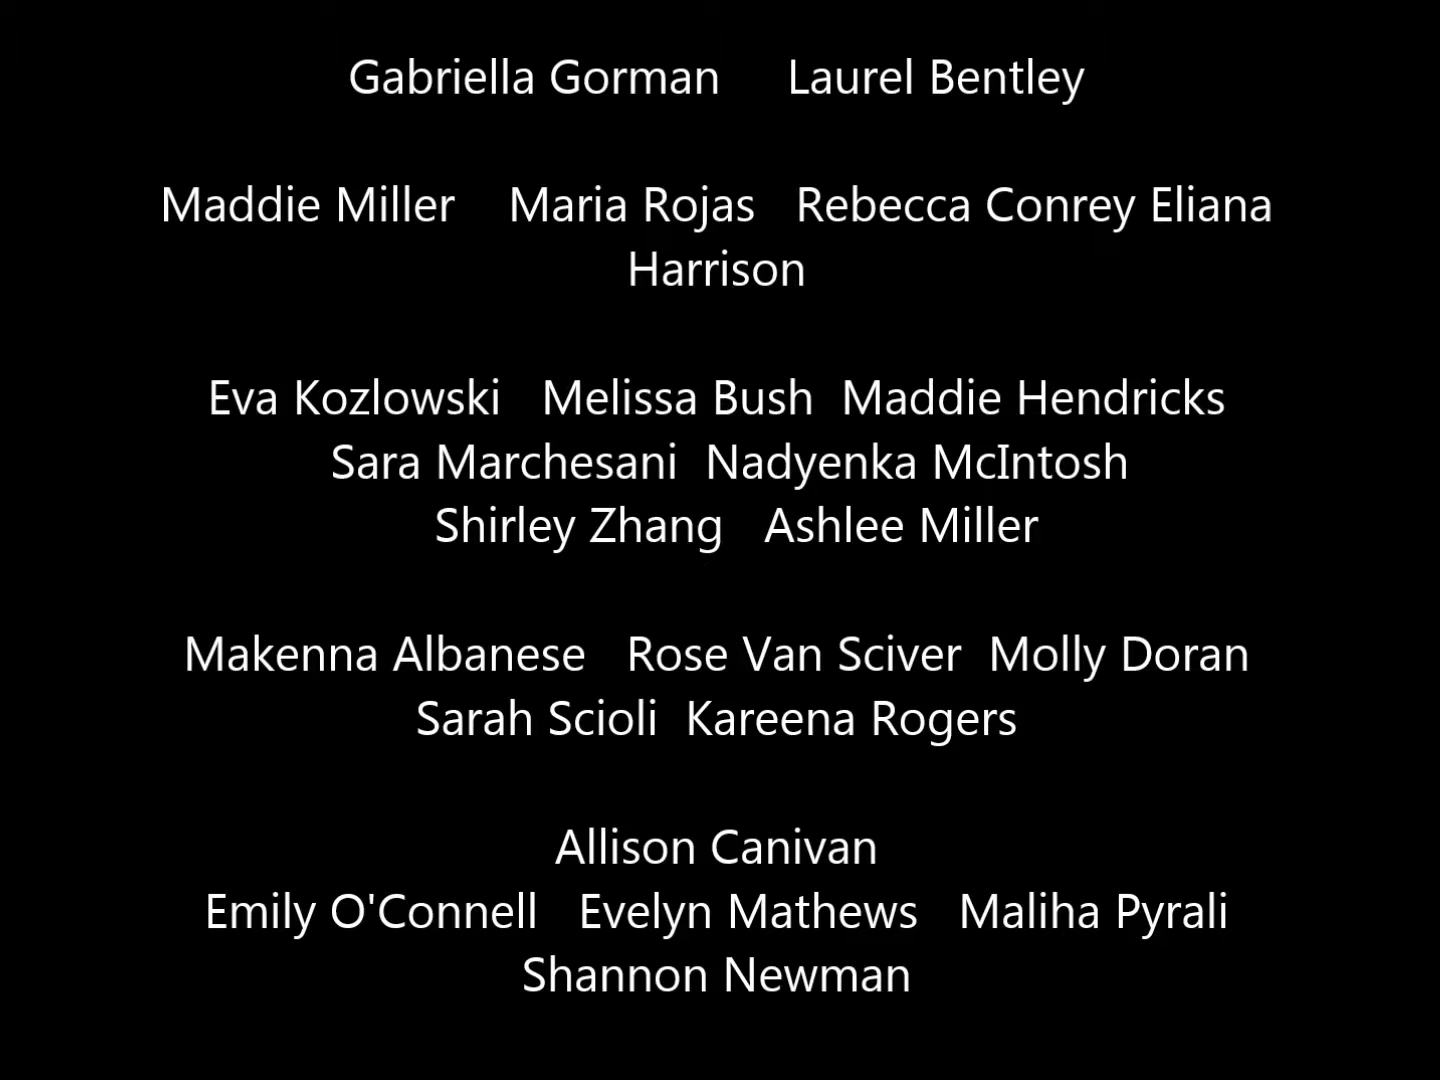 Gabriella Gorman Laurel Bentley
Maddie Miller Maria Rojas Rebecca Conrey Eliana
Harrison
Eva Kozlowski Melissa Bush Maddie Hendricks
Sara Marchesani Nadyenka McIntosh
Shirley Zhang Ashlee Miller
Makenna Albanese Rose Van Sciver Molly Doran
Sarah Scioli Kareena Rogers
Allison Canivan
Emily O'Connell Evelyn Mathews Maliha Pyrali
Shannon Newman